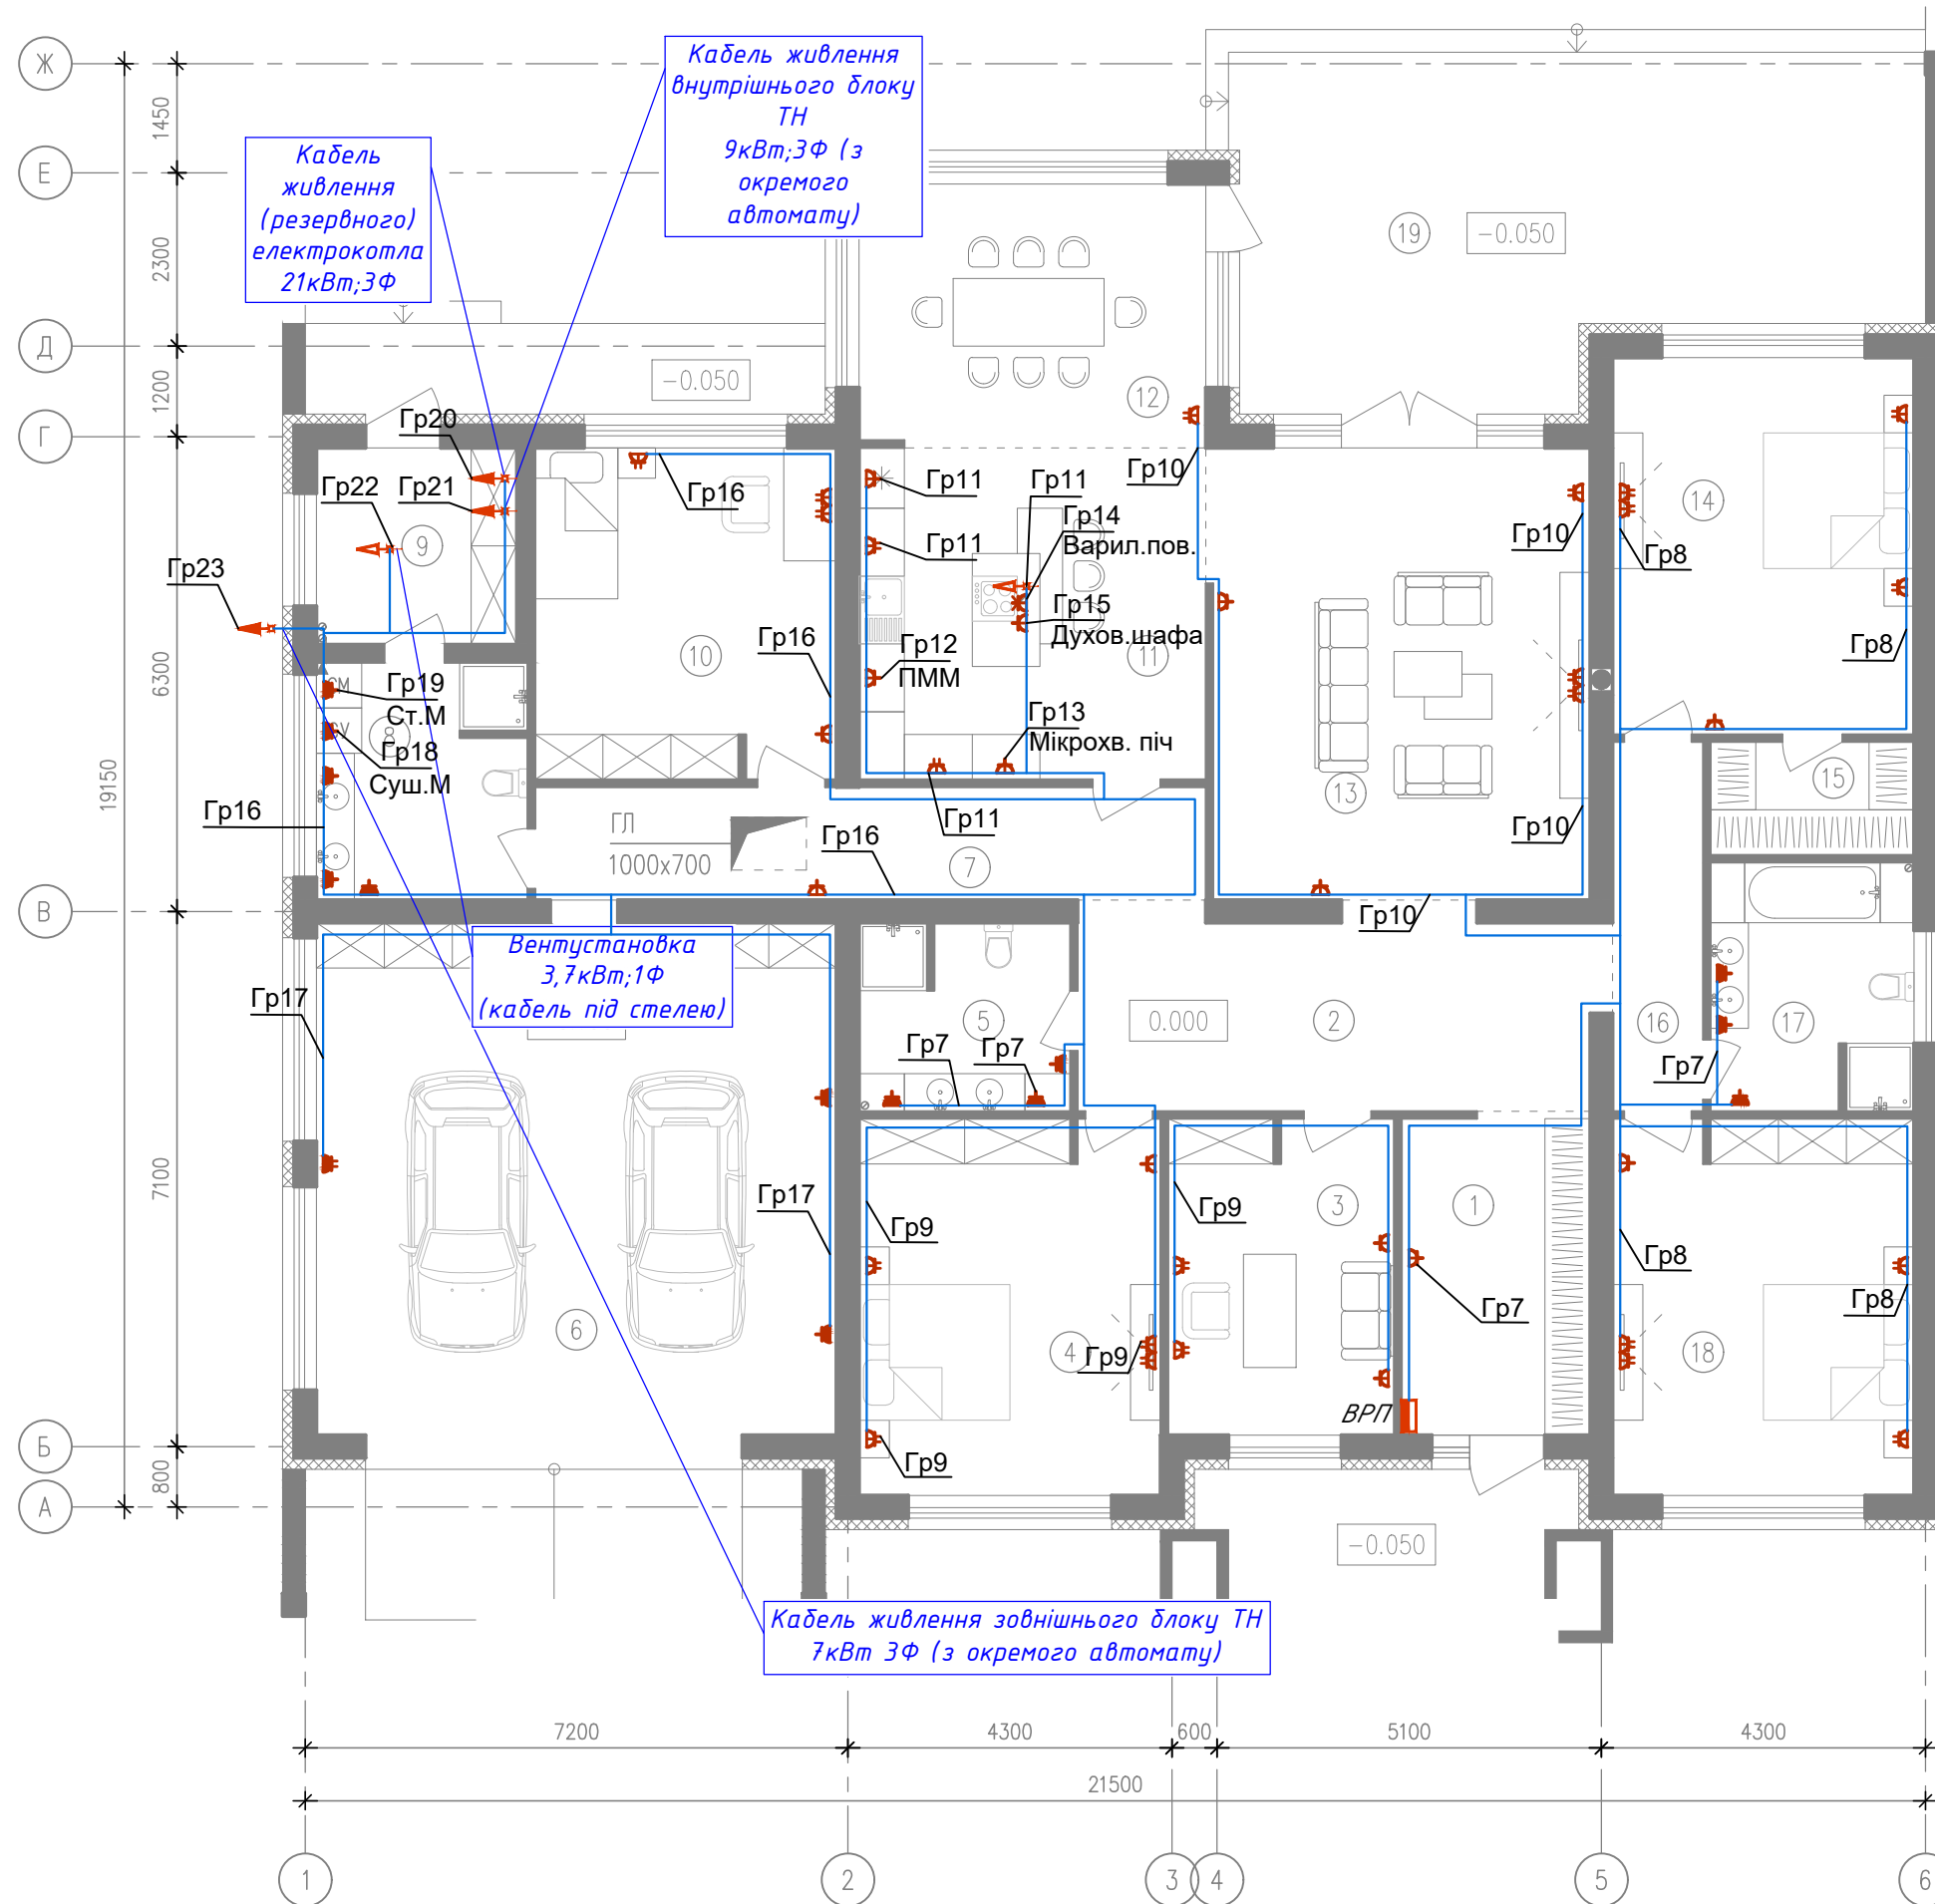 Ж
Кабель живлення
внутрішнього блоку
ТН
9кВт;3Ф (з
окремого
автомату)
1450
Кабель
живлення
(резервного)
електрокотла
21кВт;3Ф
Е
2300
19
-0.050
Д
1200
-0.050
12
Г
Гр20
Гр10
Гр22
Гр21
Гр16
Гр11
Гр11
Гр14
Варил.пов.
Гр11
14
Гр10
Гр8
9
Гр23
Гр15
Духов.шафа
10
Гр16
Гр12
ПММ
11
Гр8
6300
СМ
Гр19
Ст.М
8
Гр18
Суш.М
Гр13
Мікрохв. піч
19150
13
15
Гр16
ГЛ
1000х700
Гр11
Гр16
7
Гр10
В
Гр10
Вентустановка
3,7кВт;1Ф
(кабель під стелею)
Гр17
5
0.000
2
16
17
Гр7
Гр7
Гр7
7100
Гр17
Гр9
Гр9
3
1
Гр8
Гр8
6
4
Гр9
Гр7
18
ВРП
Б
Гр9
800
А
-0.050
Кабель живлення зовнішнього блоку ТН
7кВт 3Ф (з окремого автомату)
7200
4300
600
5100
4300
21500
1
2
3
4
5
6